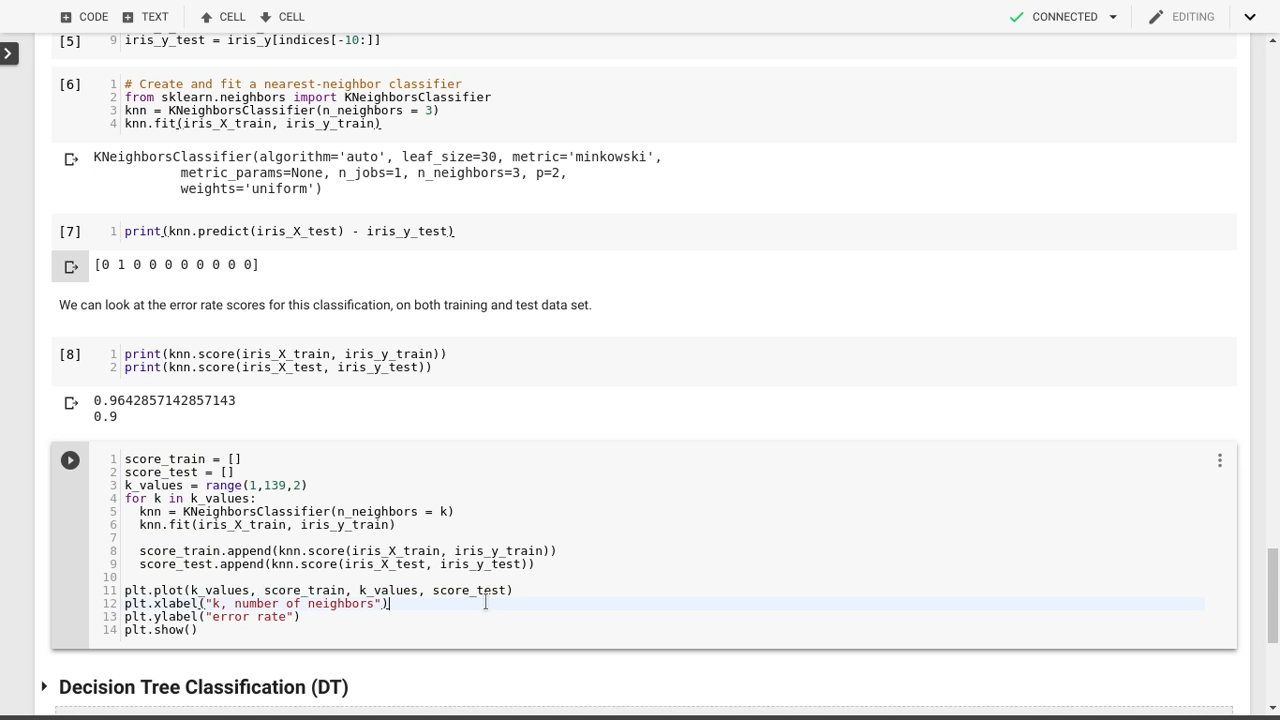 CODE TEXT CELL CELL CONNECTED EDITING
[5] 9 iris_y_test = iris_y[indices[-10:]]
[6] 1 # Create and fit a nearest-neighbor classifier
2 from sklearn.neighbors import KNeighborsClassifier
3 knn = KNeighborsClassifier(n_neighbors = 3)
4 knn.fit(iris_X_train, iris_y_train)
KNeighborsClassifier(algorithm='auto', leaf_size=30, metric='minkowski',
metric_params=None, n_jobs=1, n_neighbors=3, p=2,
weights='uniform')
[7] 1 print(knn.predict(iris_X_test) - iris_y_test)
[0 1 0 0 0 0 0 0 0 0]
We can look at the error rate scores for this classification, on both training and test data set.
[8] 1 print(knn.score(iris_X_train, iris_y_train))
2 print(knn.score(iris_X_test, iris_y_test))
0.9642857142857143
0.9
1 score_train = []
2 score_test = []
3 k_values = range(1,139,2)
4 for k in k_values:
5 knn = KNeighborsClassifier(n_neighbors = k)
6 knn.fit(iris_X_train, iris_y_train)
7
8 score_train.append(knn.score(iris_X_train, iris_y_train))
9 score_test.append(knn.score(iris_X_test, iris_y_test))
10
11 plt.plot(k_values, score_train, k_values, score_test)
12 plt.xlabel("k, number of neighbors")
13 plt.ylabel("error rate")
14 plt.show()
Decision Tree Classification (DT)